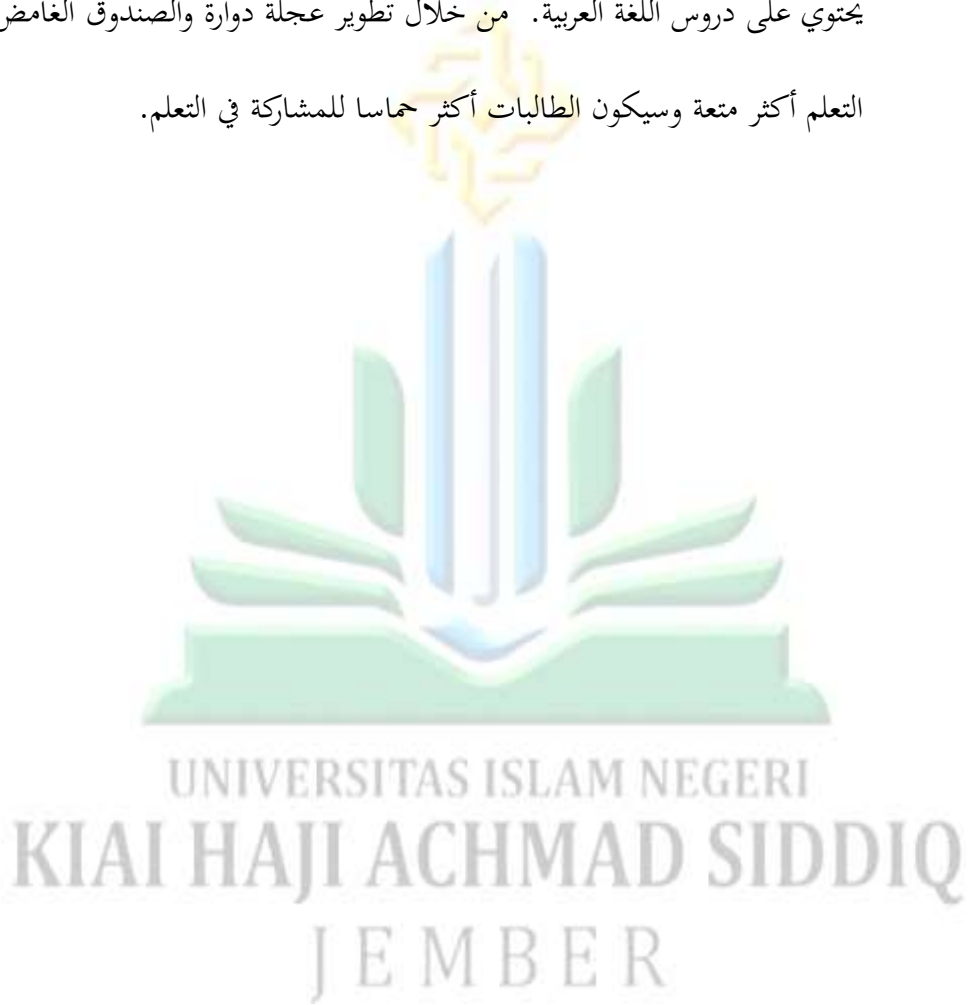 يحتوي على دروس اللغة العربية. من خلال تطوير عجلة دوارة والصندوق الغامض
التعلم أكثر متعة وسيكون الطالبات أكثر حماسا للمشاركة في التعلم.
UNIVERSITAS ISLAM NEGERI
KIAI HAJI ACHMAD SIDDIQ
JEMBER